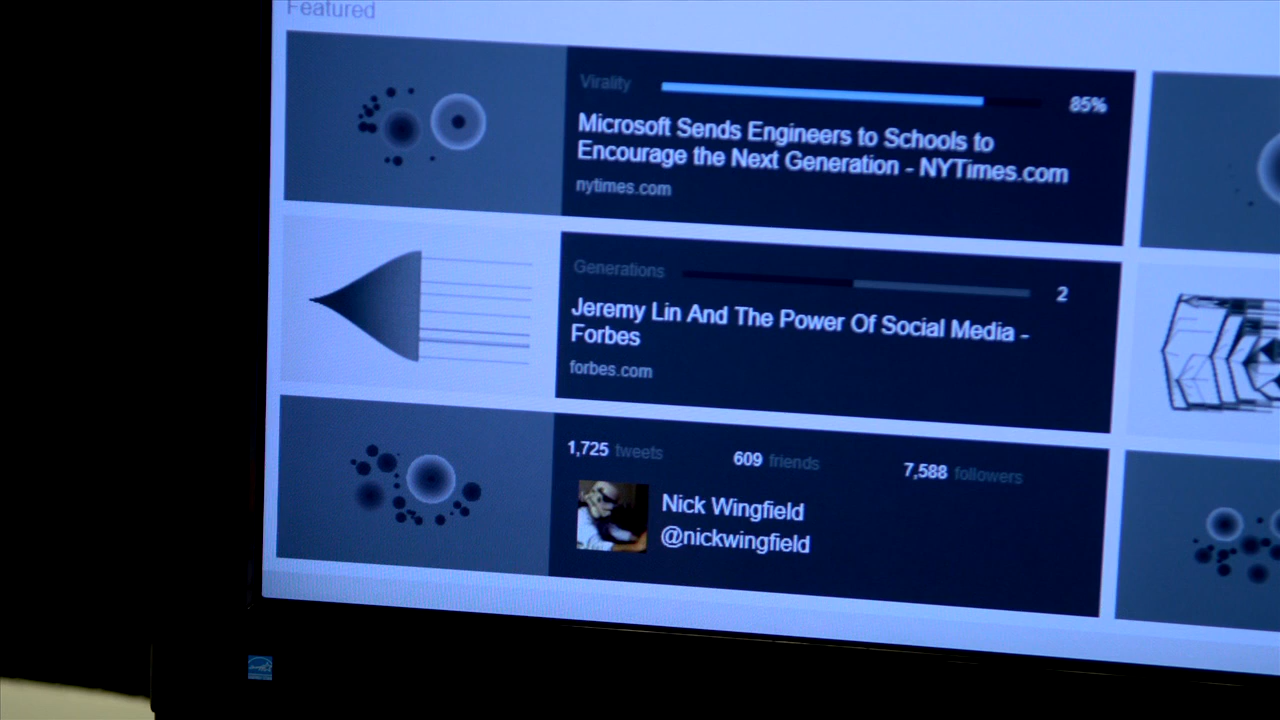 Featured
Virality 85%
Microsoft Sends Engineers to Schools to
Encourage the Next Generation - NYTimes.com
nytimes.com
Generations 2
Jeremy Lin And The Power Of Social Media -
Forbes
forbes.com
1,725 tweets 609 friends 7,588 followers
Nick Wingfield
@nickwingfield